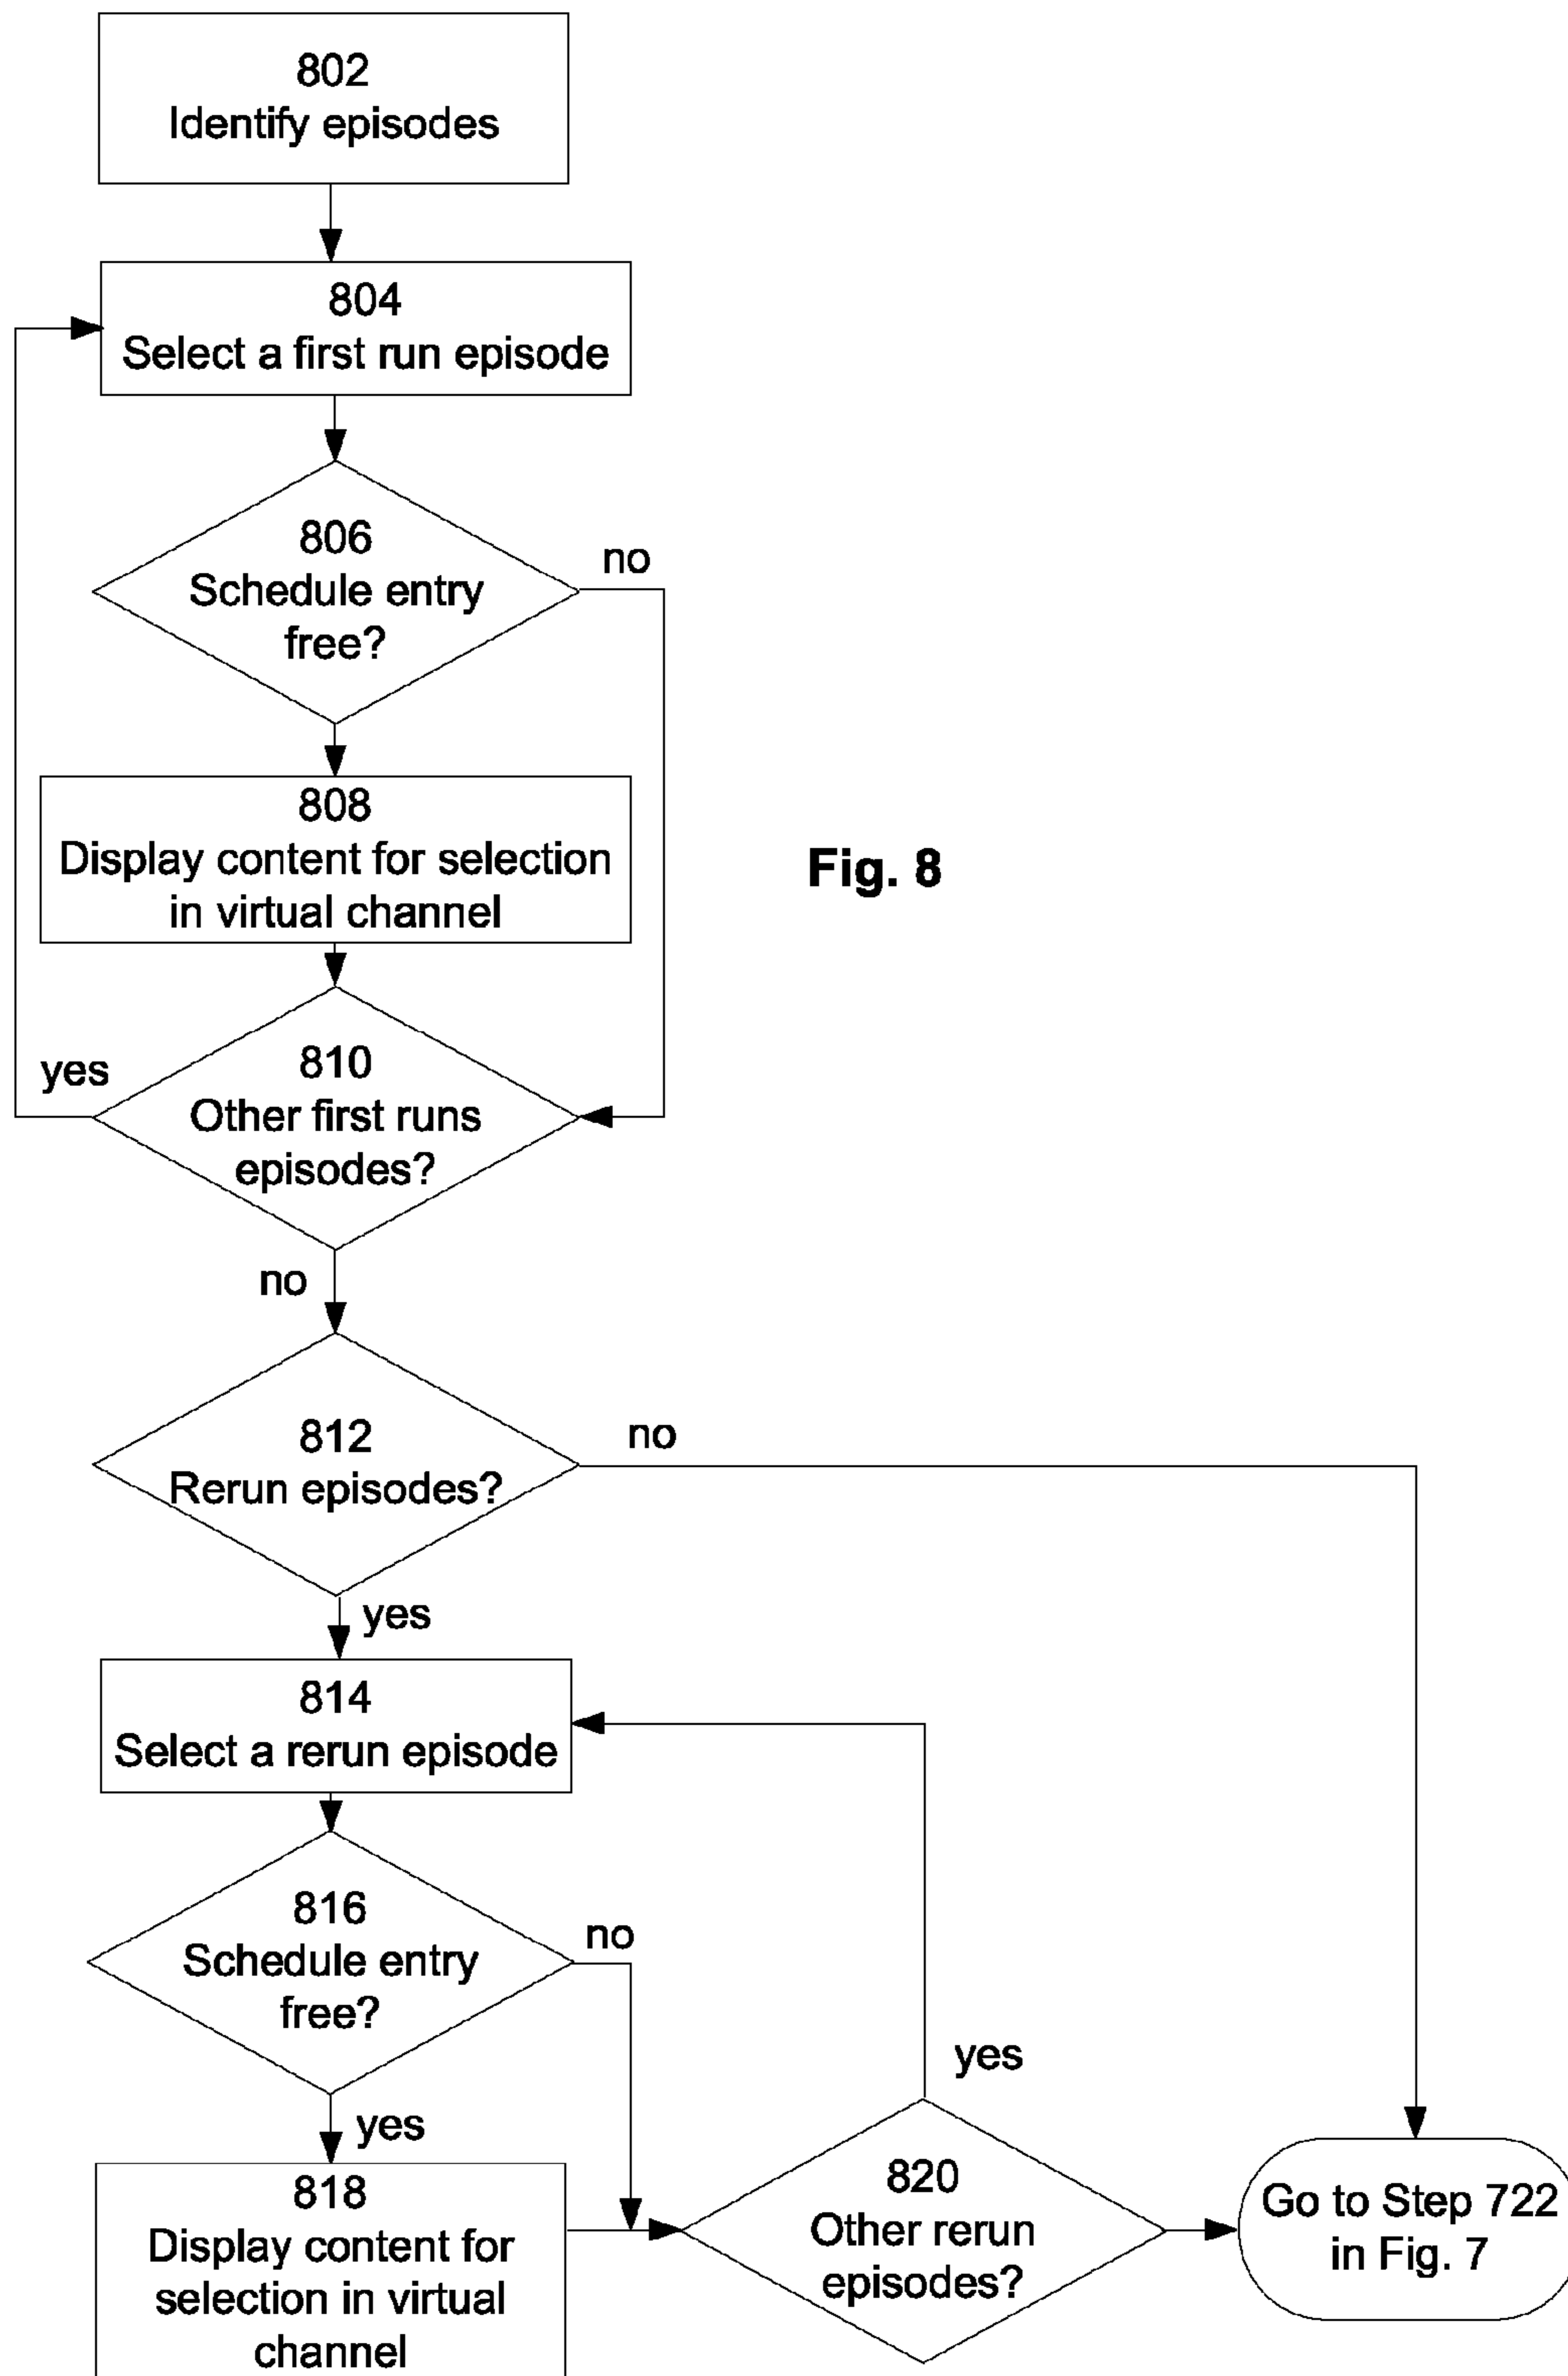 802
Identify episodes
804
Select a first run episode
806
Schedule entry
free?
no
808
Display content for selection
in virtual channel
Fig. 8
810
Other first runs
episodes?
yes
no
812
Rerun episodes?
no
yes
814
Select a rerun episode
816
Schedule entry
free?
no
yes
818
Display content for
selection in virtual
channel
820
Other rerun
episodes?
yes
Go to Step 722
in Fig. 7